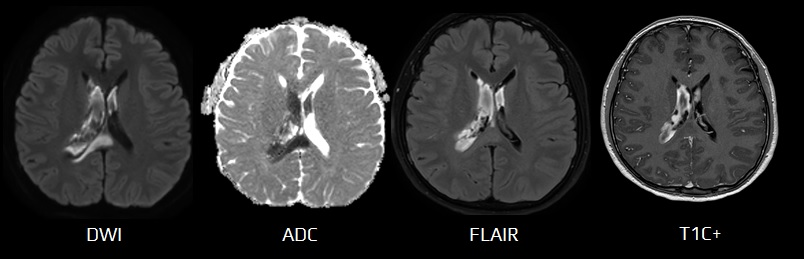 DWI
ADC
FLAIR
T1C+